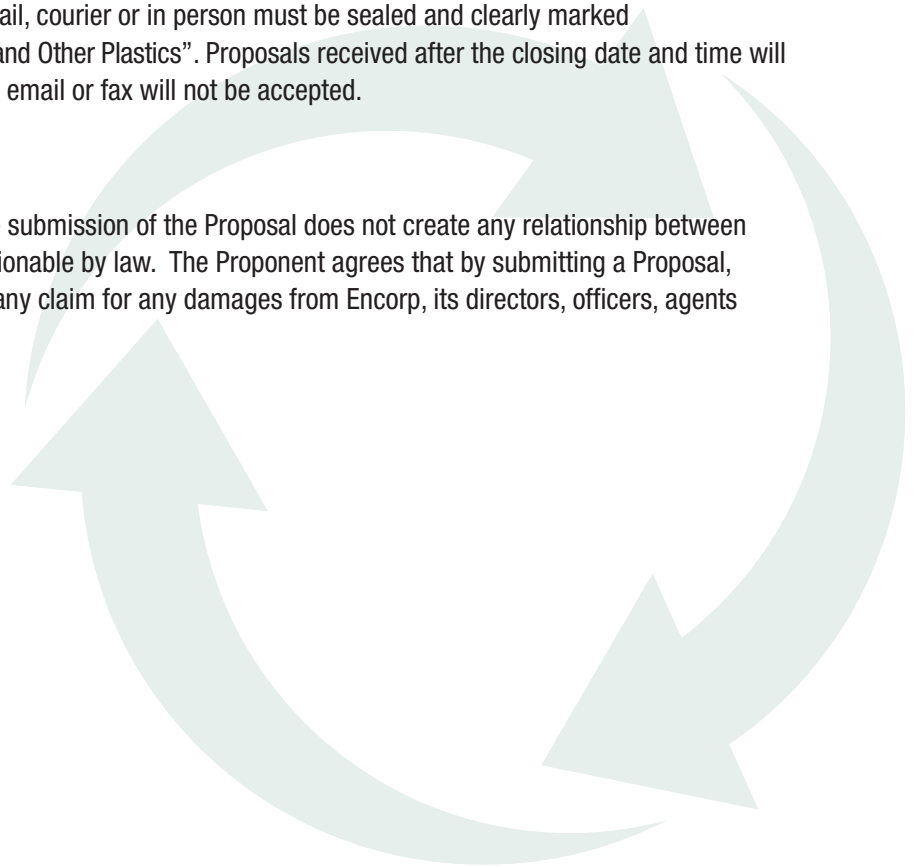 ail, courier or in person must be sealed and clearly marked
and Other Plastics”. Proposals received after the closing date and time will
email or fax will not be accepted.
submission of the Proposal does not create any relationship between
ionable by law.  The Proponent agrees that by submitting a Proposal,
any claim for any damages from Encorp, its directors, officers, agents